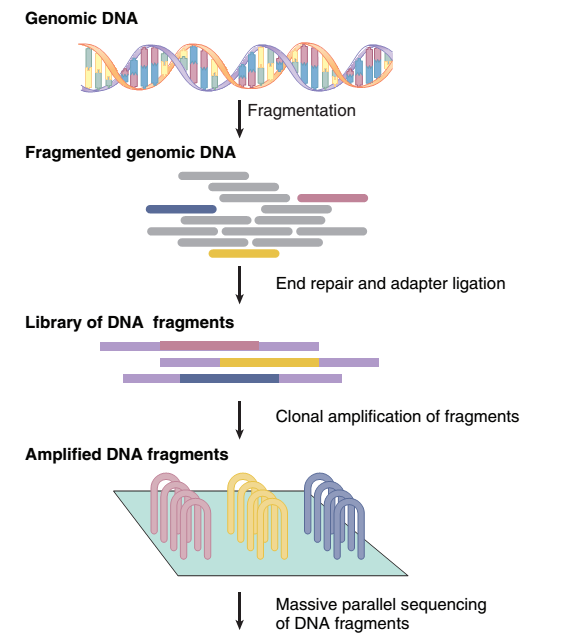 Genomic DNA
Fragmentation
Fragmented genomic DNA
End repair and adapter ligation
Library of DNA fragments
Clonal amplification of fragments
Amplified DNA fragments
Massive parallel sequencing
of DNA fragments